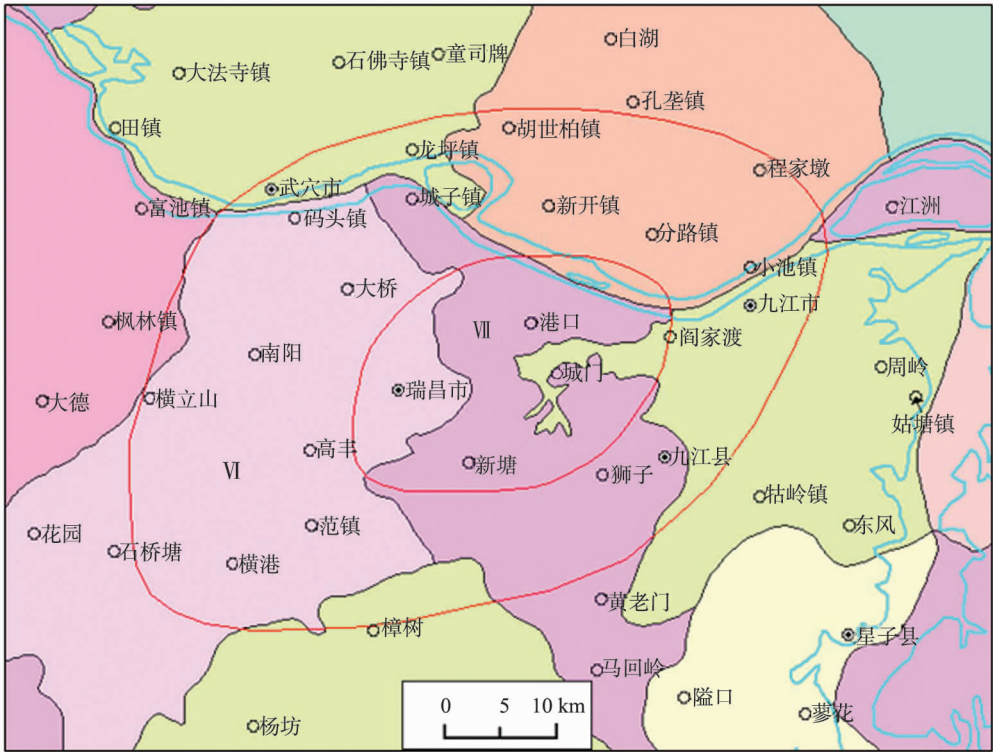 白湖
童司牌
石佛寺镇
大法寺镇
孔垄镇
田镇
胡世柏镇
龙坪镇
程家墩
武穴市
城子镇
富池镇
码头镇
新开镇
江洲
分路镇
小池镇
大桥
九江市
枫林镇
Ⅶ
港口
阎家渡
南阳
周岭
城门
瑞昌市
大德
横立山
姑塘镇
高丰
九江县
Ⅵ
新塘
狮子
牯岭镇
花园
范镇
东风
石桥塘
横港
黄老门
樟树
星子县
马回岭
隘口
蓼花
杨坊
0 5 10 km